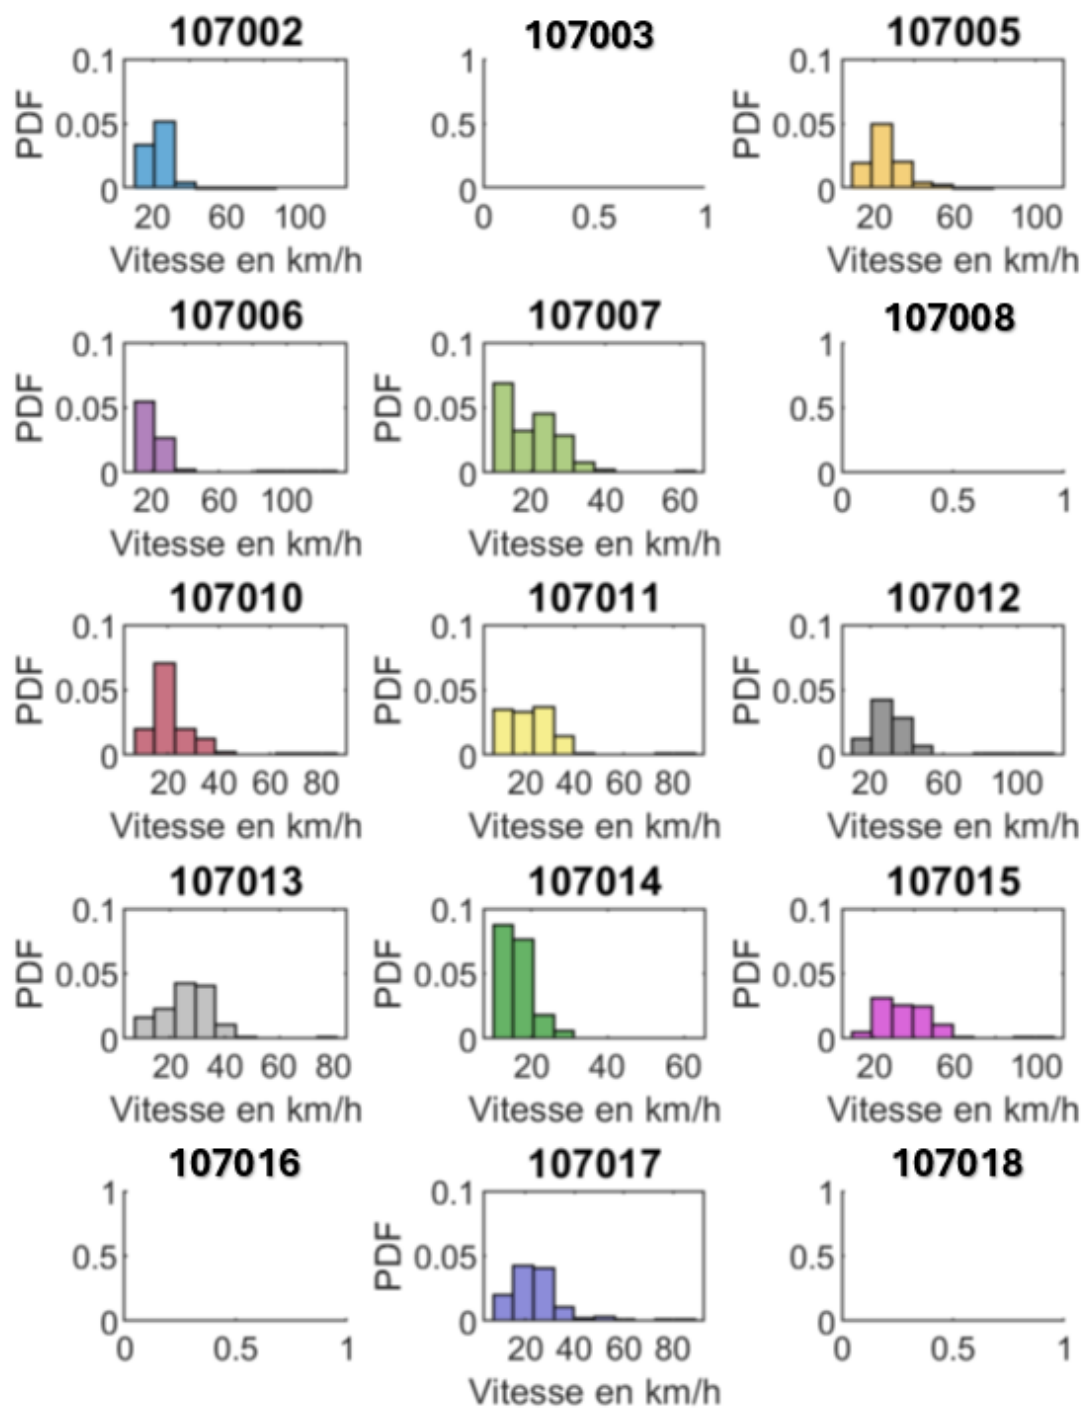 107002 107003 107005
0.1 1 0.1
PDF 0.05 0.5 PDF 0.05
0 0 0
20 60 100 0 0.5 1 20 60 100
Vitesse en km/h Vitesse en km/h
107006 107007 107008
0.1 0.1 1
PDF 0.05 PDF 0.05 0.5
0 0 0
20 60 100 20 40 60 0 0.5 1
Vitesse en km/h Vitesse en km/h
107010 107011 107012
0.1 0.1 0.1
PDF 0.05 PDF 0.05 PDF 0.05
0 0 0
20 40 60 80 20 40 60 80 20 60 100
Vitesse en km/h Vitesse en km/h Vitesse en km/h
107013 107014 107015
0.1 0.1 0.1
PDF 0.05 PDF 0.05 PDF 0.05
0 0 0
20 40 60 80 20 40 60 20 60 100
Vitesse en km/h Vitesse en km/h Vitesse en km/h
107016 107017 107018
1 0.1 1
0.5 PDF 0.05 0.5
0 0 0
0 0.5 1 20 40 60 80 0 0.5 1
Vitesse en km/h